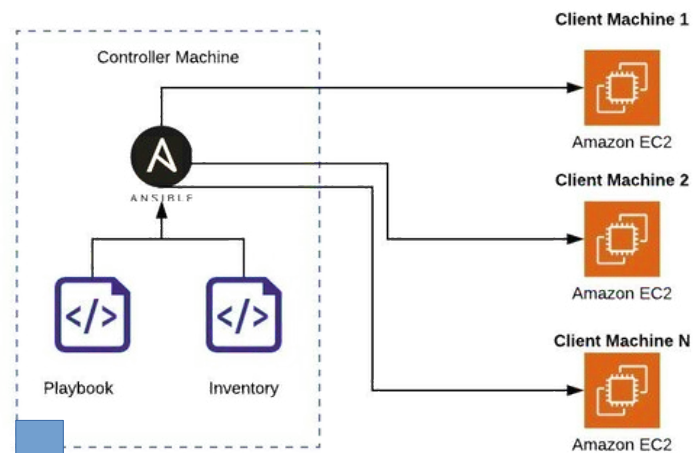 Client Machine 1
Controller Machine
Amazon EC2
ANSIBLE
Client Machine 2
Amazon EC2
</> </>
Client Machine N
Playbook Inventory
Amazon EC2